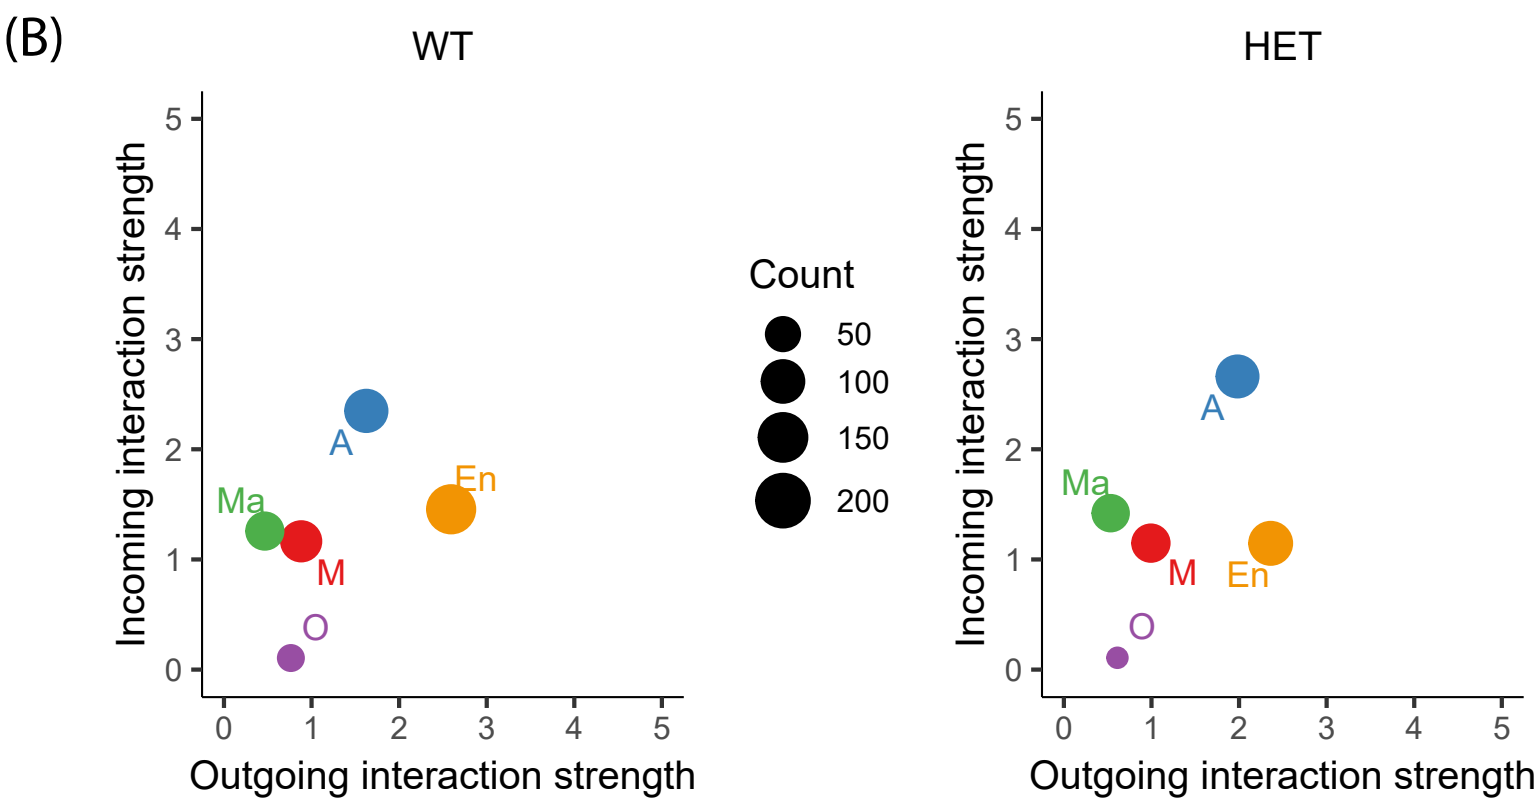 (B)
WT
Incoming interaction strength
5
4
3
2
1
0
A
En
Ma
M
O
0 1 2 3 4 5
Outgoing interaction strength
Count
50
100
150
200
HET
Incoming interaction strength
5
4
3
2
1
0
A
Ma
M
En
O
0 1 2 3 4 5
Outgoing interaction strength